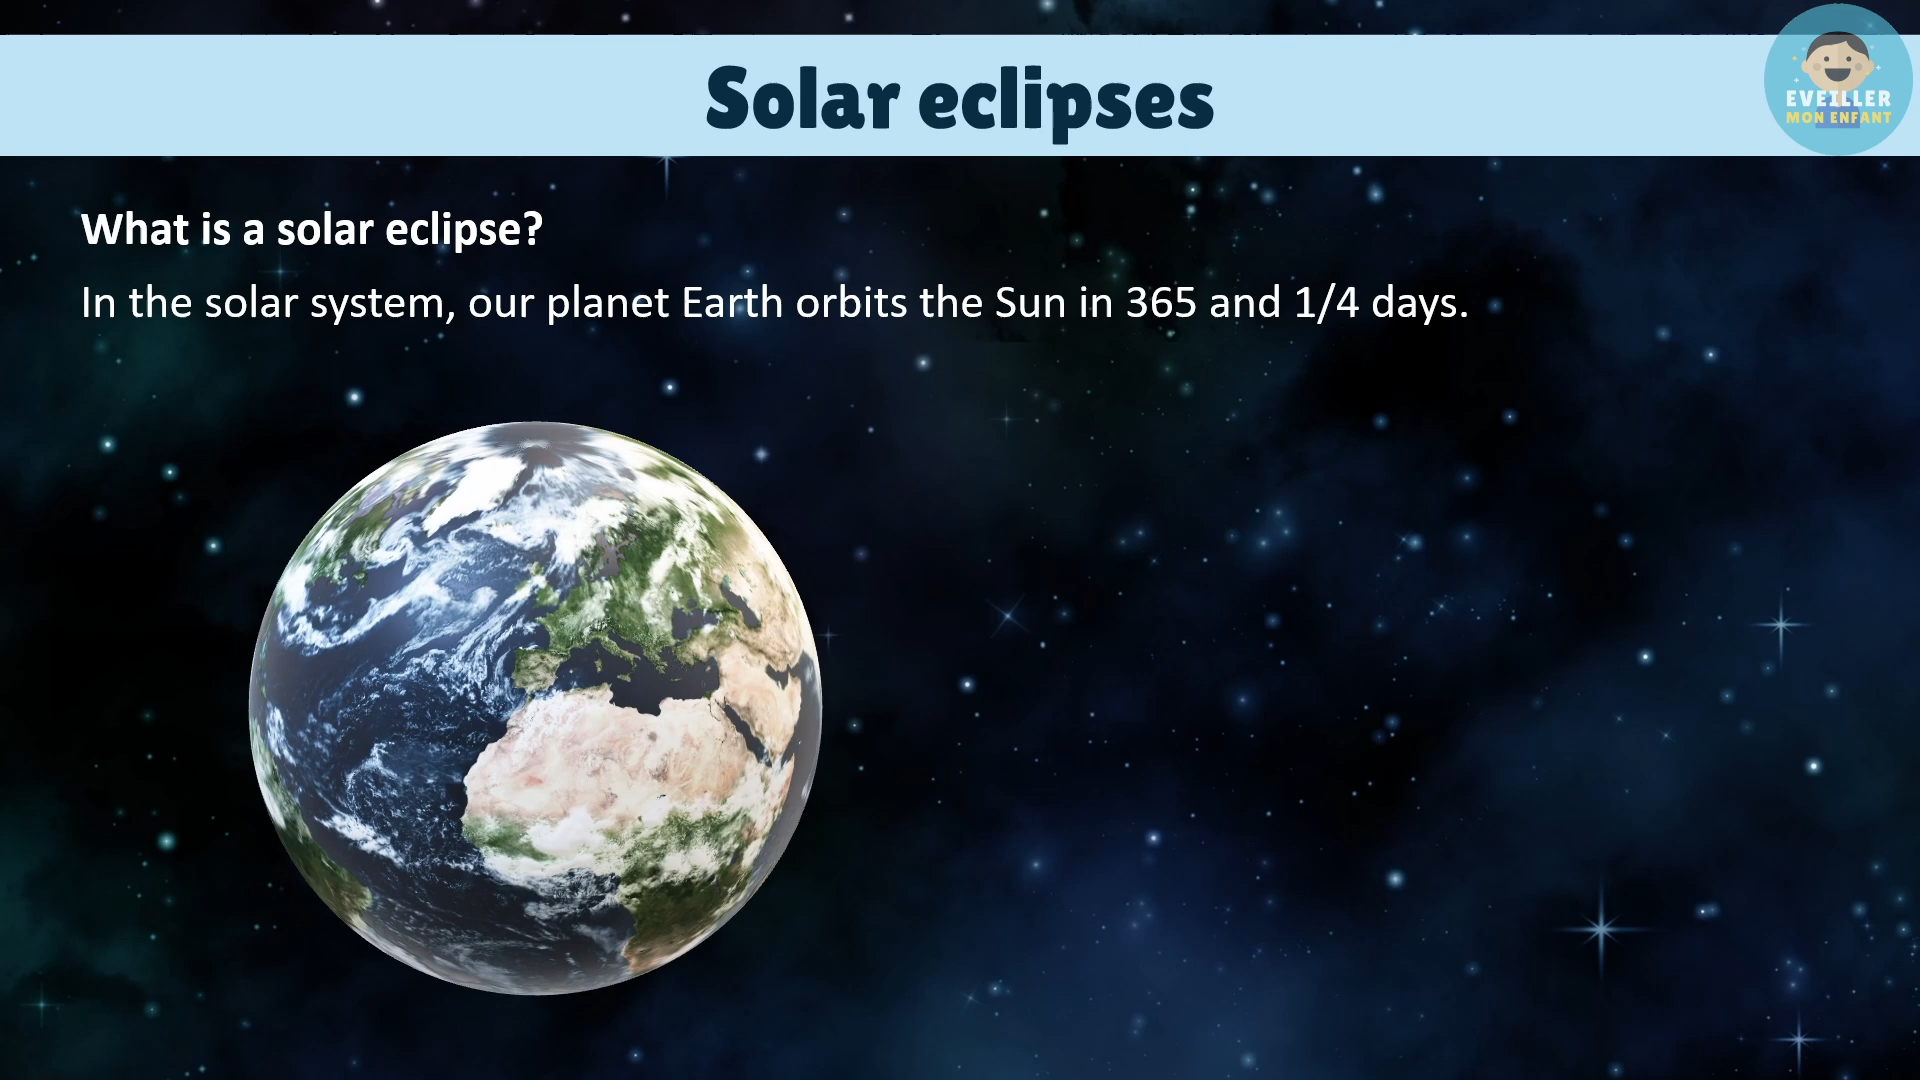 Solar eclipses
EVEILLER
MON ENFANT
What is a solar eclipse?
In the solar system, our planet Earth orbits the Sun in 365 and 1/4 days.